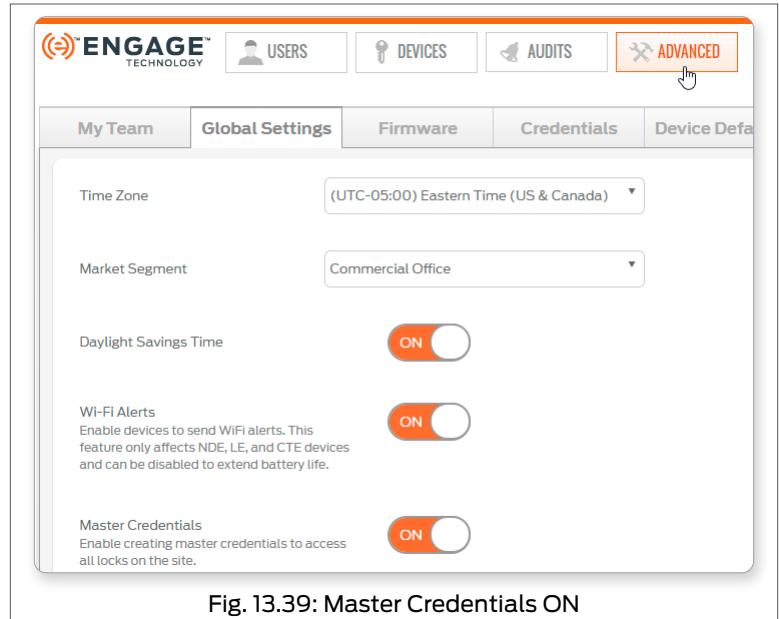 ENGAGE™
TECHNOLOGY
USERS
DEVICES
AUDITS
ADVANCED
My Team
Global Settings
Firmware
Credentials
Device Defa
Time Zone
(UTC-05:00) Eastern Time (US & Canada)
Market Segment
Commercial Office
Daylight Savings Time
ON
Wi-Fi Alerts
Enable devices to send WiFi alerts. This
feature only affects NDE, LE, and CTE devices
and can be disabled to extend battery life.
ON
Master Credentials
Enable creating master credentials to access
all locks on the site.
ON
Fig. 13.39: Master Credentials ON